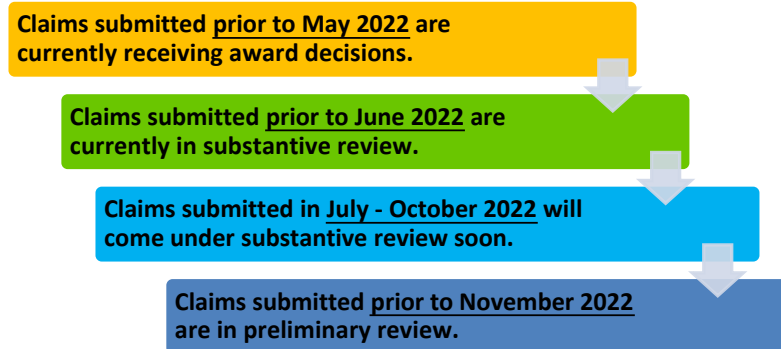 Claims submitted prior to May 2022 are
currently receiving award decisions.
Claims submitted prior to June 2022 are
currently in substantive review.
Claims submitted in July - October 2022 will
come under substantive review soon.
Claims submitted prior to November 2022
are in preliminary review.